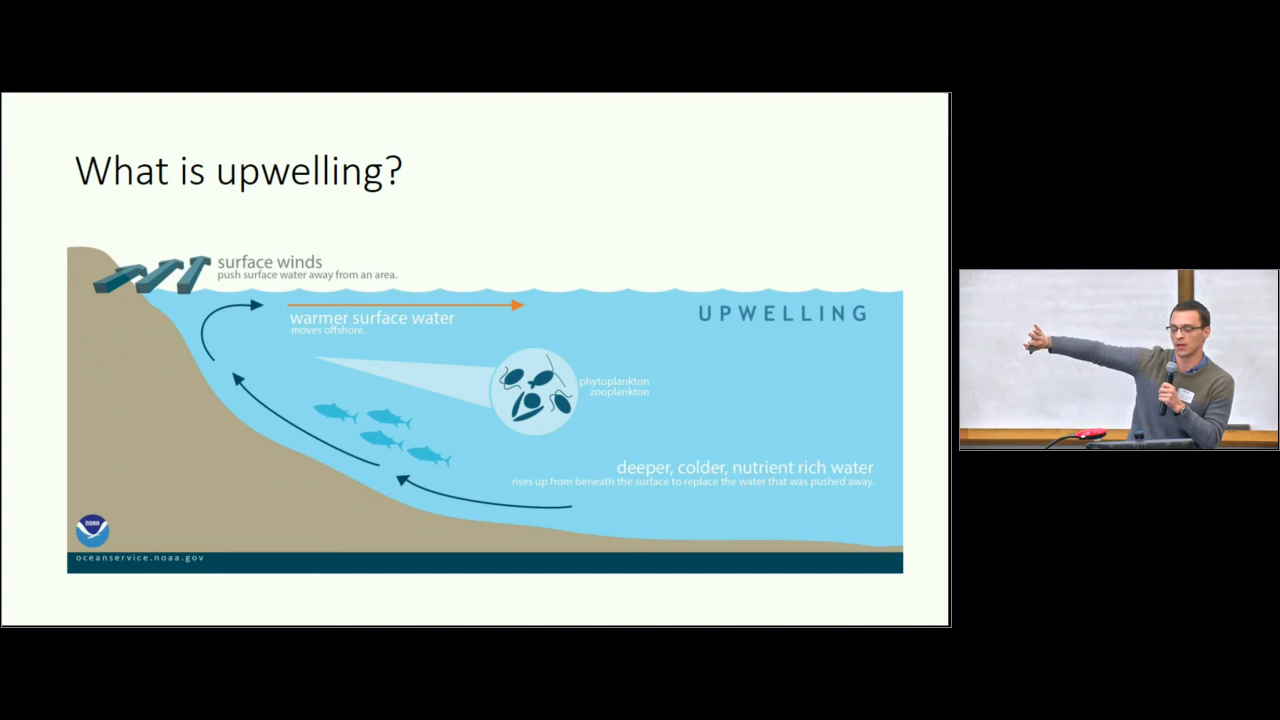 What is upwelling?
surface winds
push surface water away from an area.
warmer surface water
moves offshore.
UPWELLING
phytoplankton
zooplankton
deeper, colder, nutrient rich water
rises up from beneath the surface to replace the water that was pushed away.
NOAA
oceanservice.noaa.gov